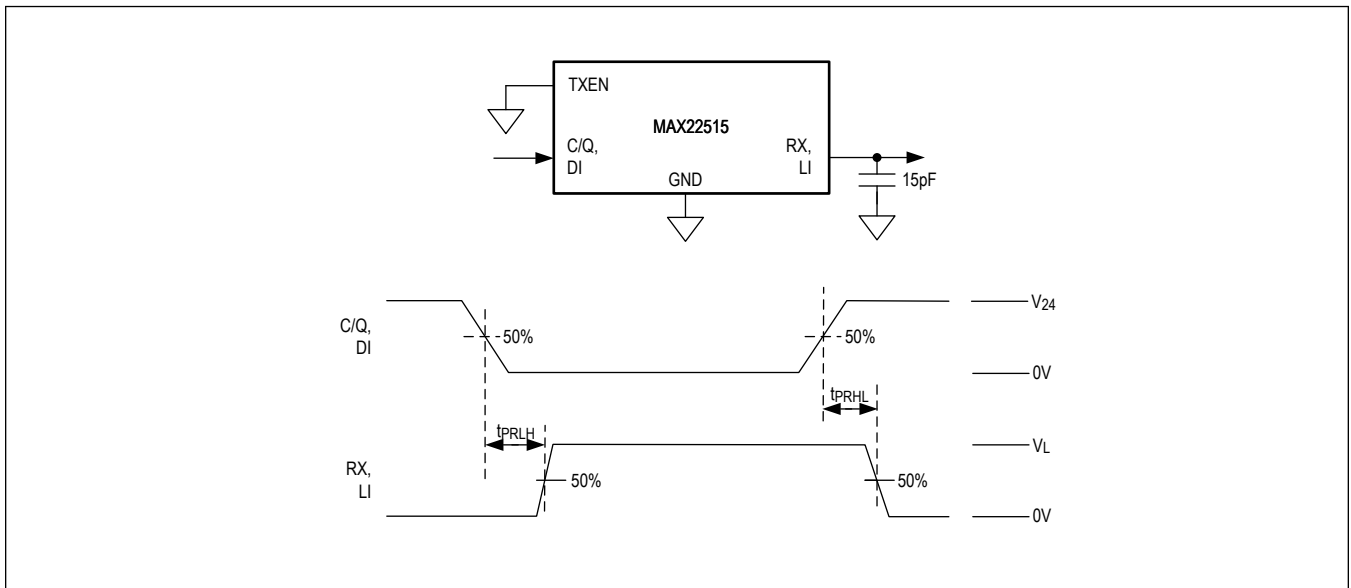 TXEN
MAX22515
C/Q,
DI
RX,
LI
GND
15pF
C/Q,
DI
50%
50%
V24
0V
tPRLH
tPRHL
RX,
LI
50%
50%
VL
0V